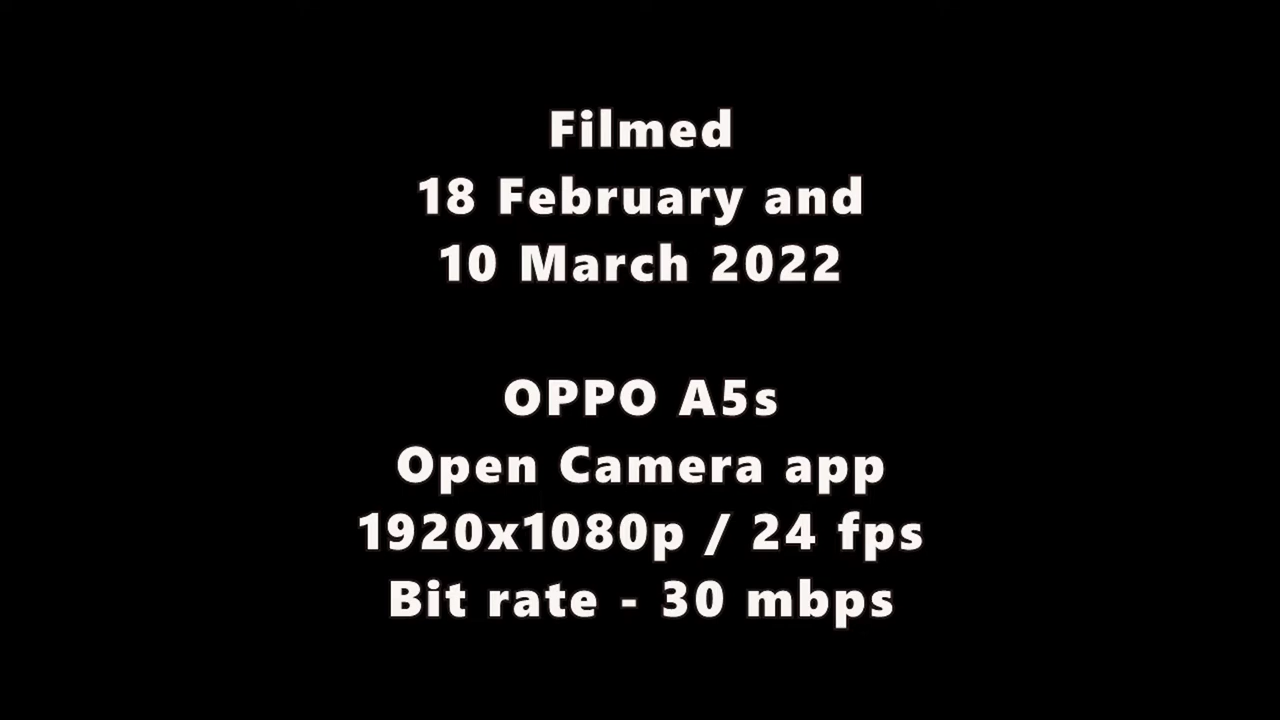 Filmed
18 February and
10 March 2022
OPPO A5s
Open Camera app
1920x1080p / 24 fps
Bit rate - 30 mbps